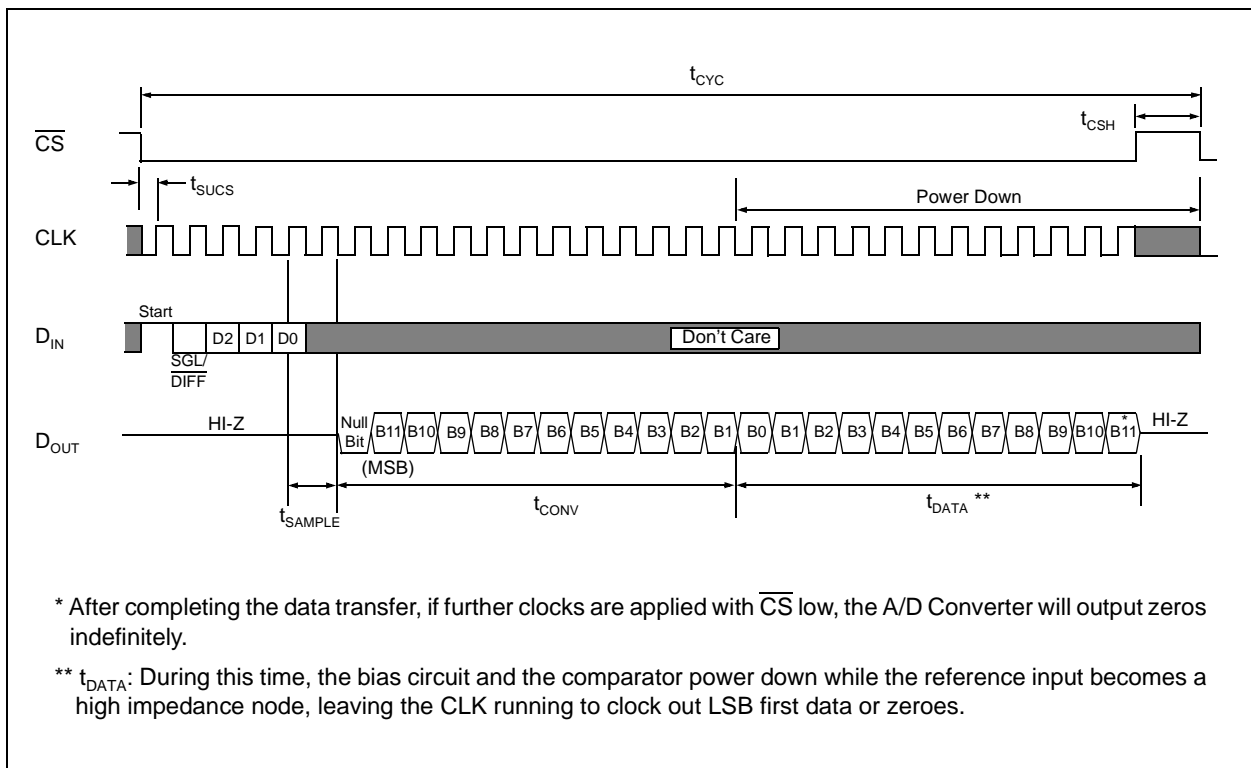 tCYC
tCSH
CS
tSUCS
Power Down
CLK
Start
DIN
D2 D1 D0
Don't Care
SGL/
DIFF
HI-Z
Null
Bit
B11 B10 B9 B8 B7 B6 B5 B4 B3 B2 B1 B0 B1 B2 B3 B4 B5 B6 B7 B8 B9 B10 B11
*
HI-Z
DOUT
(MSB)
tSAMPLE
tCONV
tDATA **
* After completing the data transfer, if further clocks are applied with CS low, the A/D Converter will output zeros
indefinitely.
** tDATA: During this time, the bias circuit and the comparator power down while the reference input becomes a
high impedance node, leaving the CLK running to clock out LSB first data or zeroes.